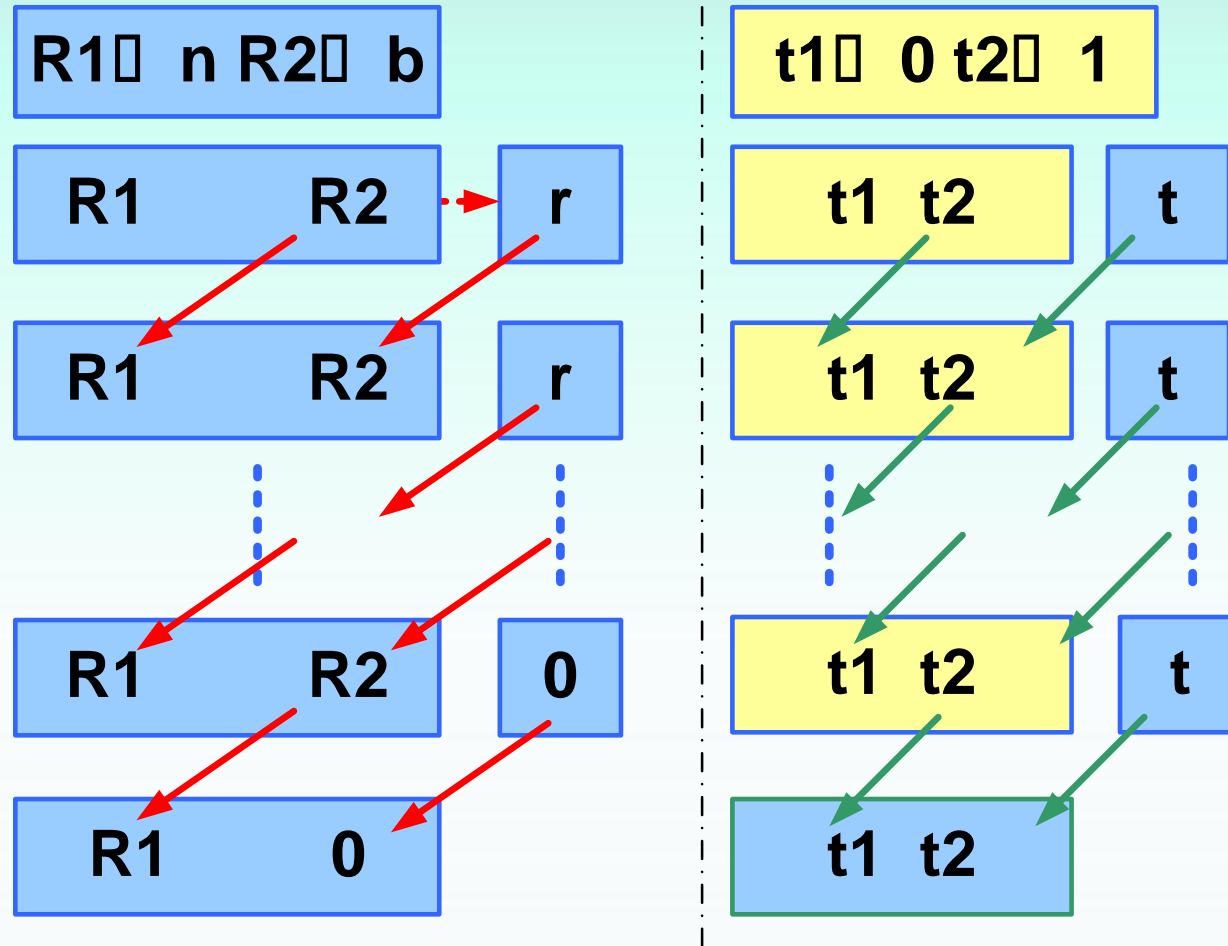 R1▯ n R2▯ b
R1 R2 r
R1 R2 r
R1 R2 0
R1 0
t1▯ 0 t2▯ 1
t1 t2 t
t1 t2 t
t1 t2 t
t1 t2